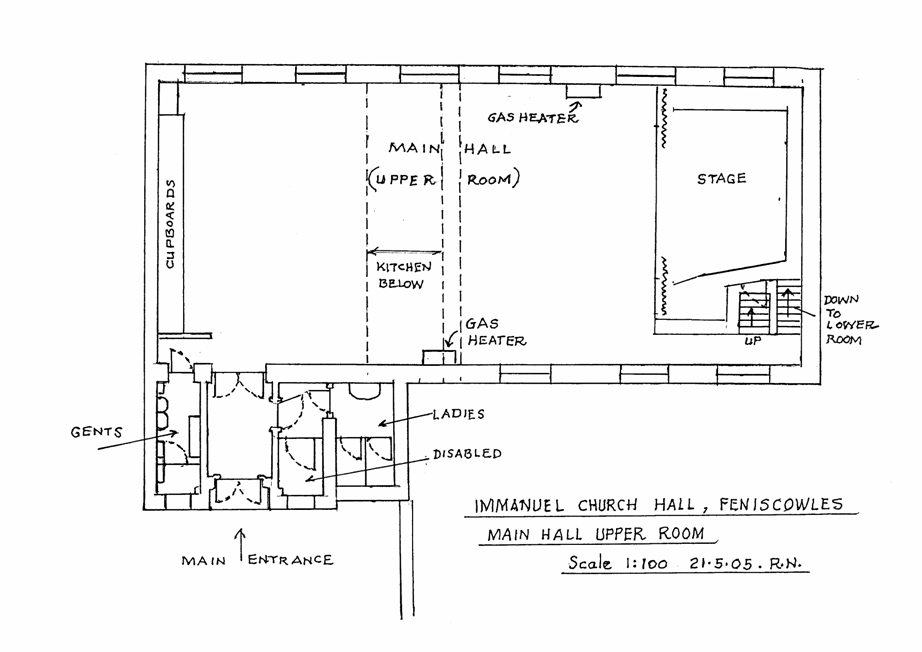 GAS HEATER
MAIN HALL
(UPPER ROOM)
STAGE
CUPBOARDS
KITCHEN
BELOW
GAS
HEATER
UP
DOWN
TO
LOWER
ROOM
GENTS
LADIES
DISABLED
MAIN ENTRANCE
IMMANUEL CHURCH HALL, FENISCOWLES
MAIN HALL UPPER ROOM
Scale 1:100 21·5·05. R.N.